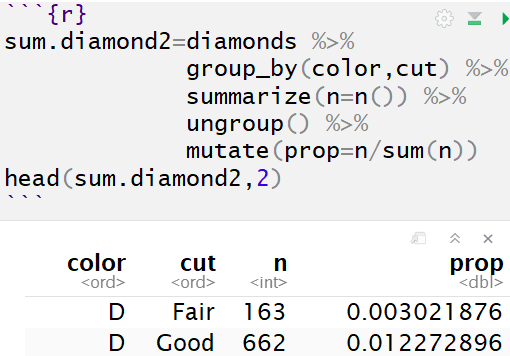 ```{r}
sum.diamond2=diamonds %>%
group_by(color,cut) %>%
summarize(n=n()) %>%
ungroup() %>%
mutate(prop=n/sum(n))
head(sum.diamond2,2)
```
color cut n prop
<ord> <ord> <int> <dbl>
D Fair 163 0.003021876
D Good 662 0.012272896